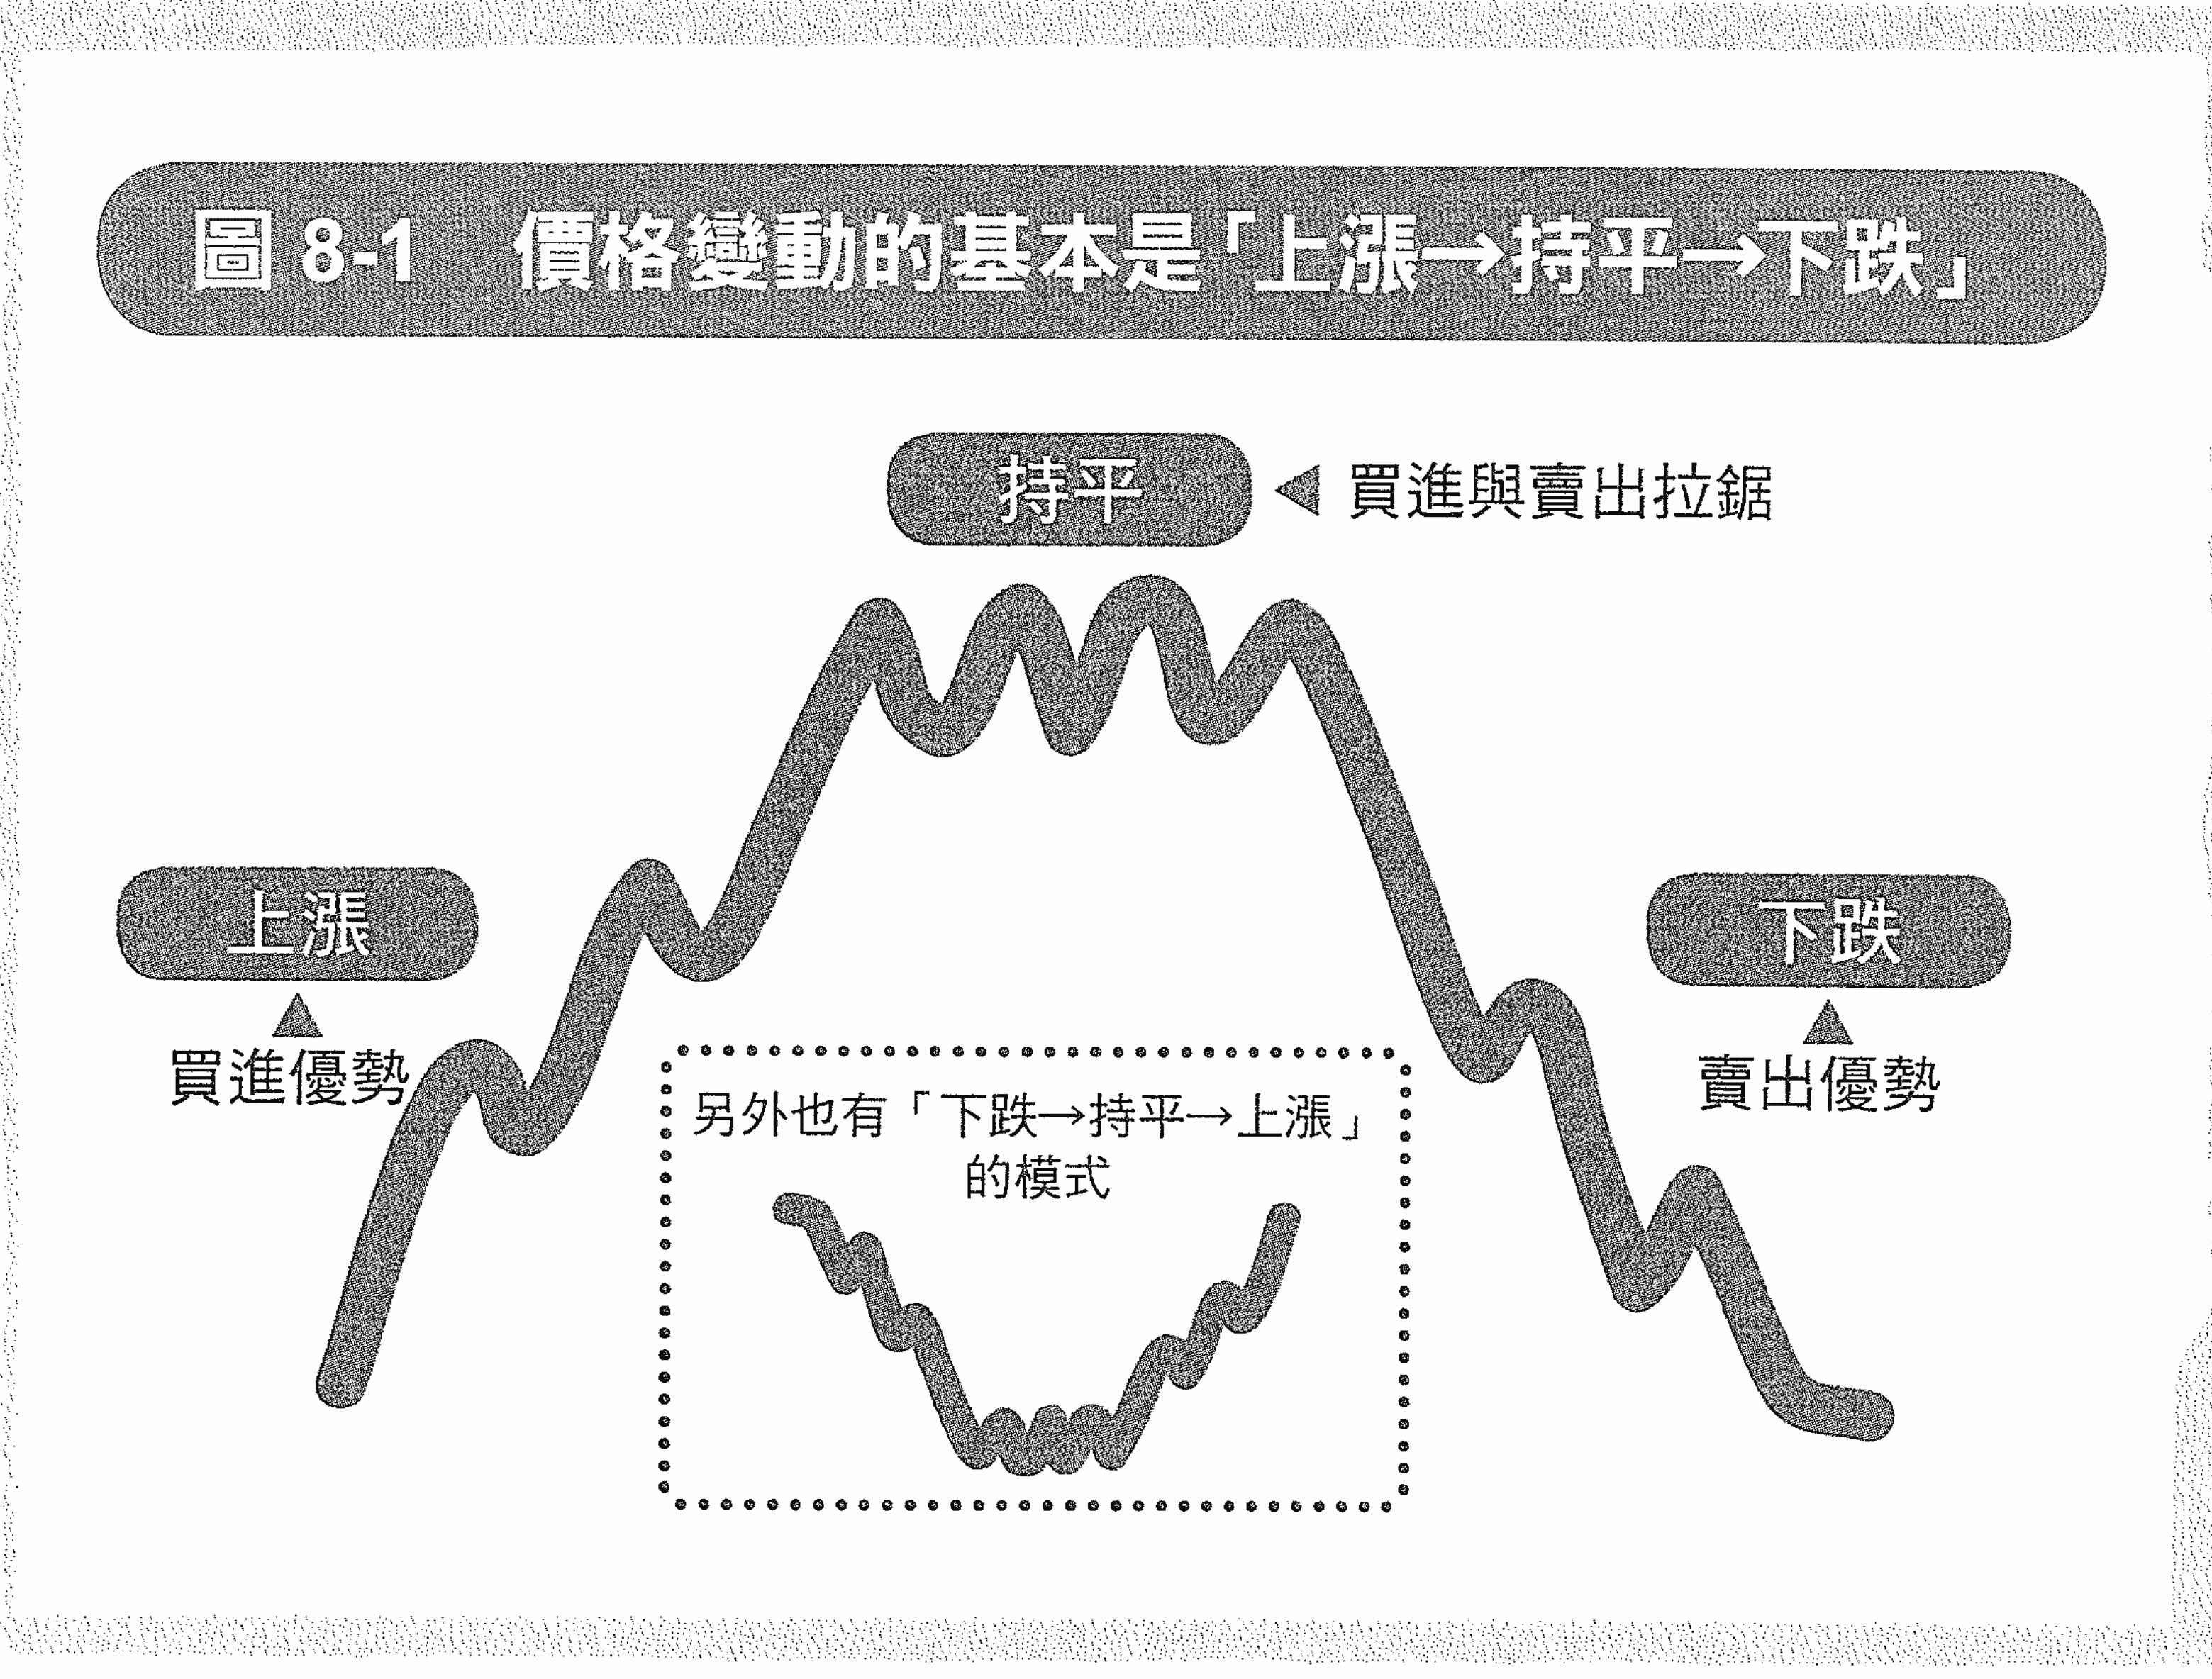 圖 8-1　價格變動的基本是「上漲→持平→下跌」
持平
買進與賣出拉鋸
上漲
買進優勢
下跌
賣出優勢
另外也有「下跌→持平→上漲」
的模式